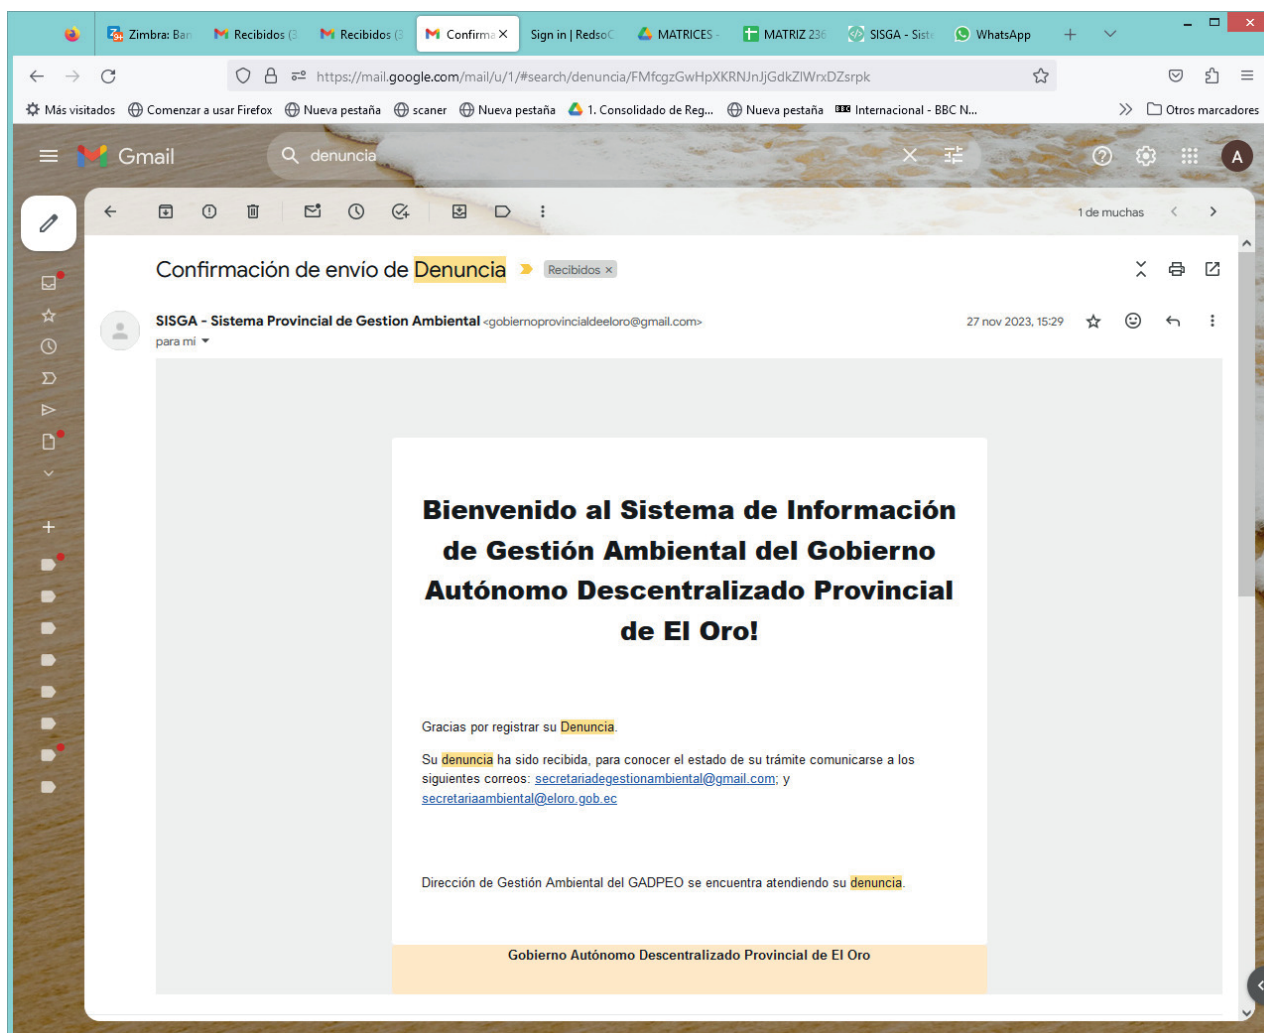 Zimbra: Ban
Recibidos (3
Recibidos (3
Confirma
Sign in | RedsoC
MATRICES -
MATRIZ 236
SISGA - Siste
WhatsApp
https://mail.google.com/mail/u/1/#search/denuncia/FMfcgzGwHpXKRNJnJjGdkZlWrxDZsrpk
Más visitados
Comenzar a usar Firefox
Nueva pestaña
scaner
Nueva pestaña
1. Consolidado de Reg...
Nueva pestaña
BBC
Internacional - BBC N...
Otros marcadores
Gmail
denuncia
A
1 de muchas
Confirmación de envío de Denuncia
Recibidos ×
SISGA - Sistema Provincial de Gestion Ambiental <gobiernoprovincialdeeloro@gmail.com>
27 nov 2023, 15:29
para mi
Bienvenido al Sistema de Información
de Gestión Ambiental del Gobierno
Autónomo Descentralizado Provincial
de El Oro!
Gracias por registrar su Denuncia.
Su denuncia ha sido recibida, para conocer el estado de su trámite comunicarse a los
siguientes correos: secretariadegestionambiental@gmail.com; y
secretariaambiental@eloro.gob.ec
Dirección de Gestión Ambiental del GADPEO se encuentra atendiendo su denuncia.
Gobierno Autónomo Descentralizado Provincial de El Oro